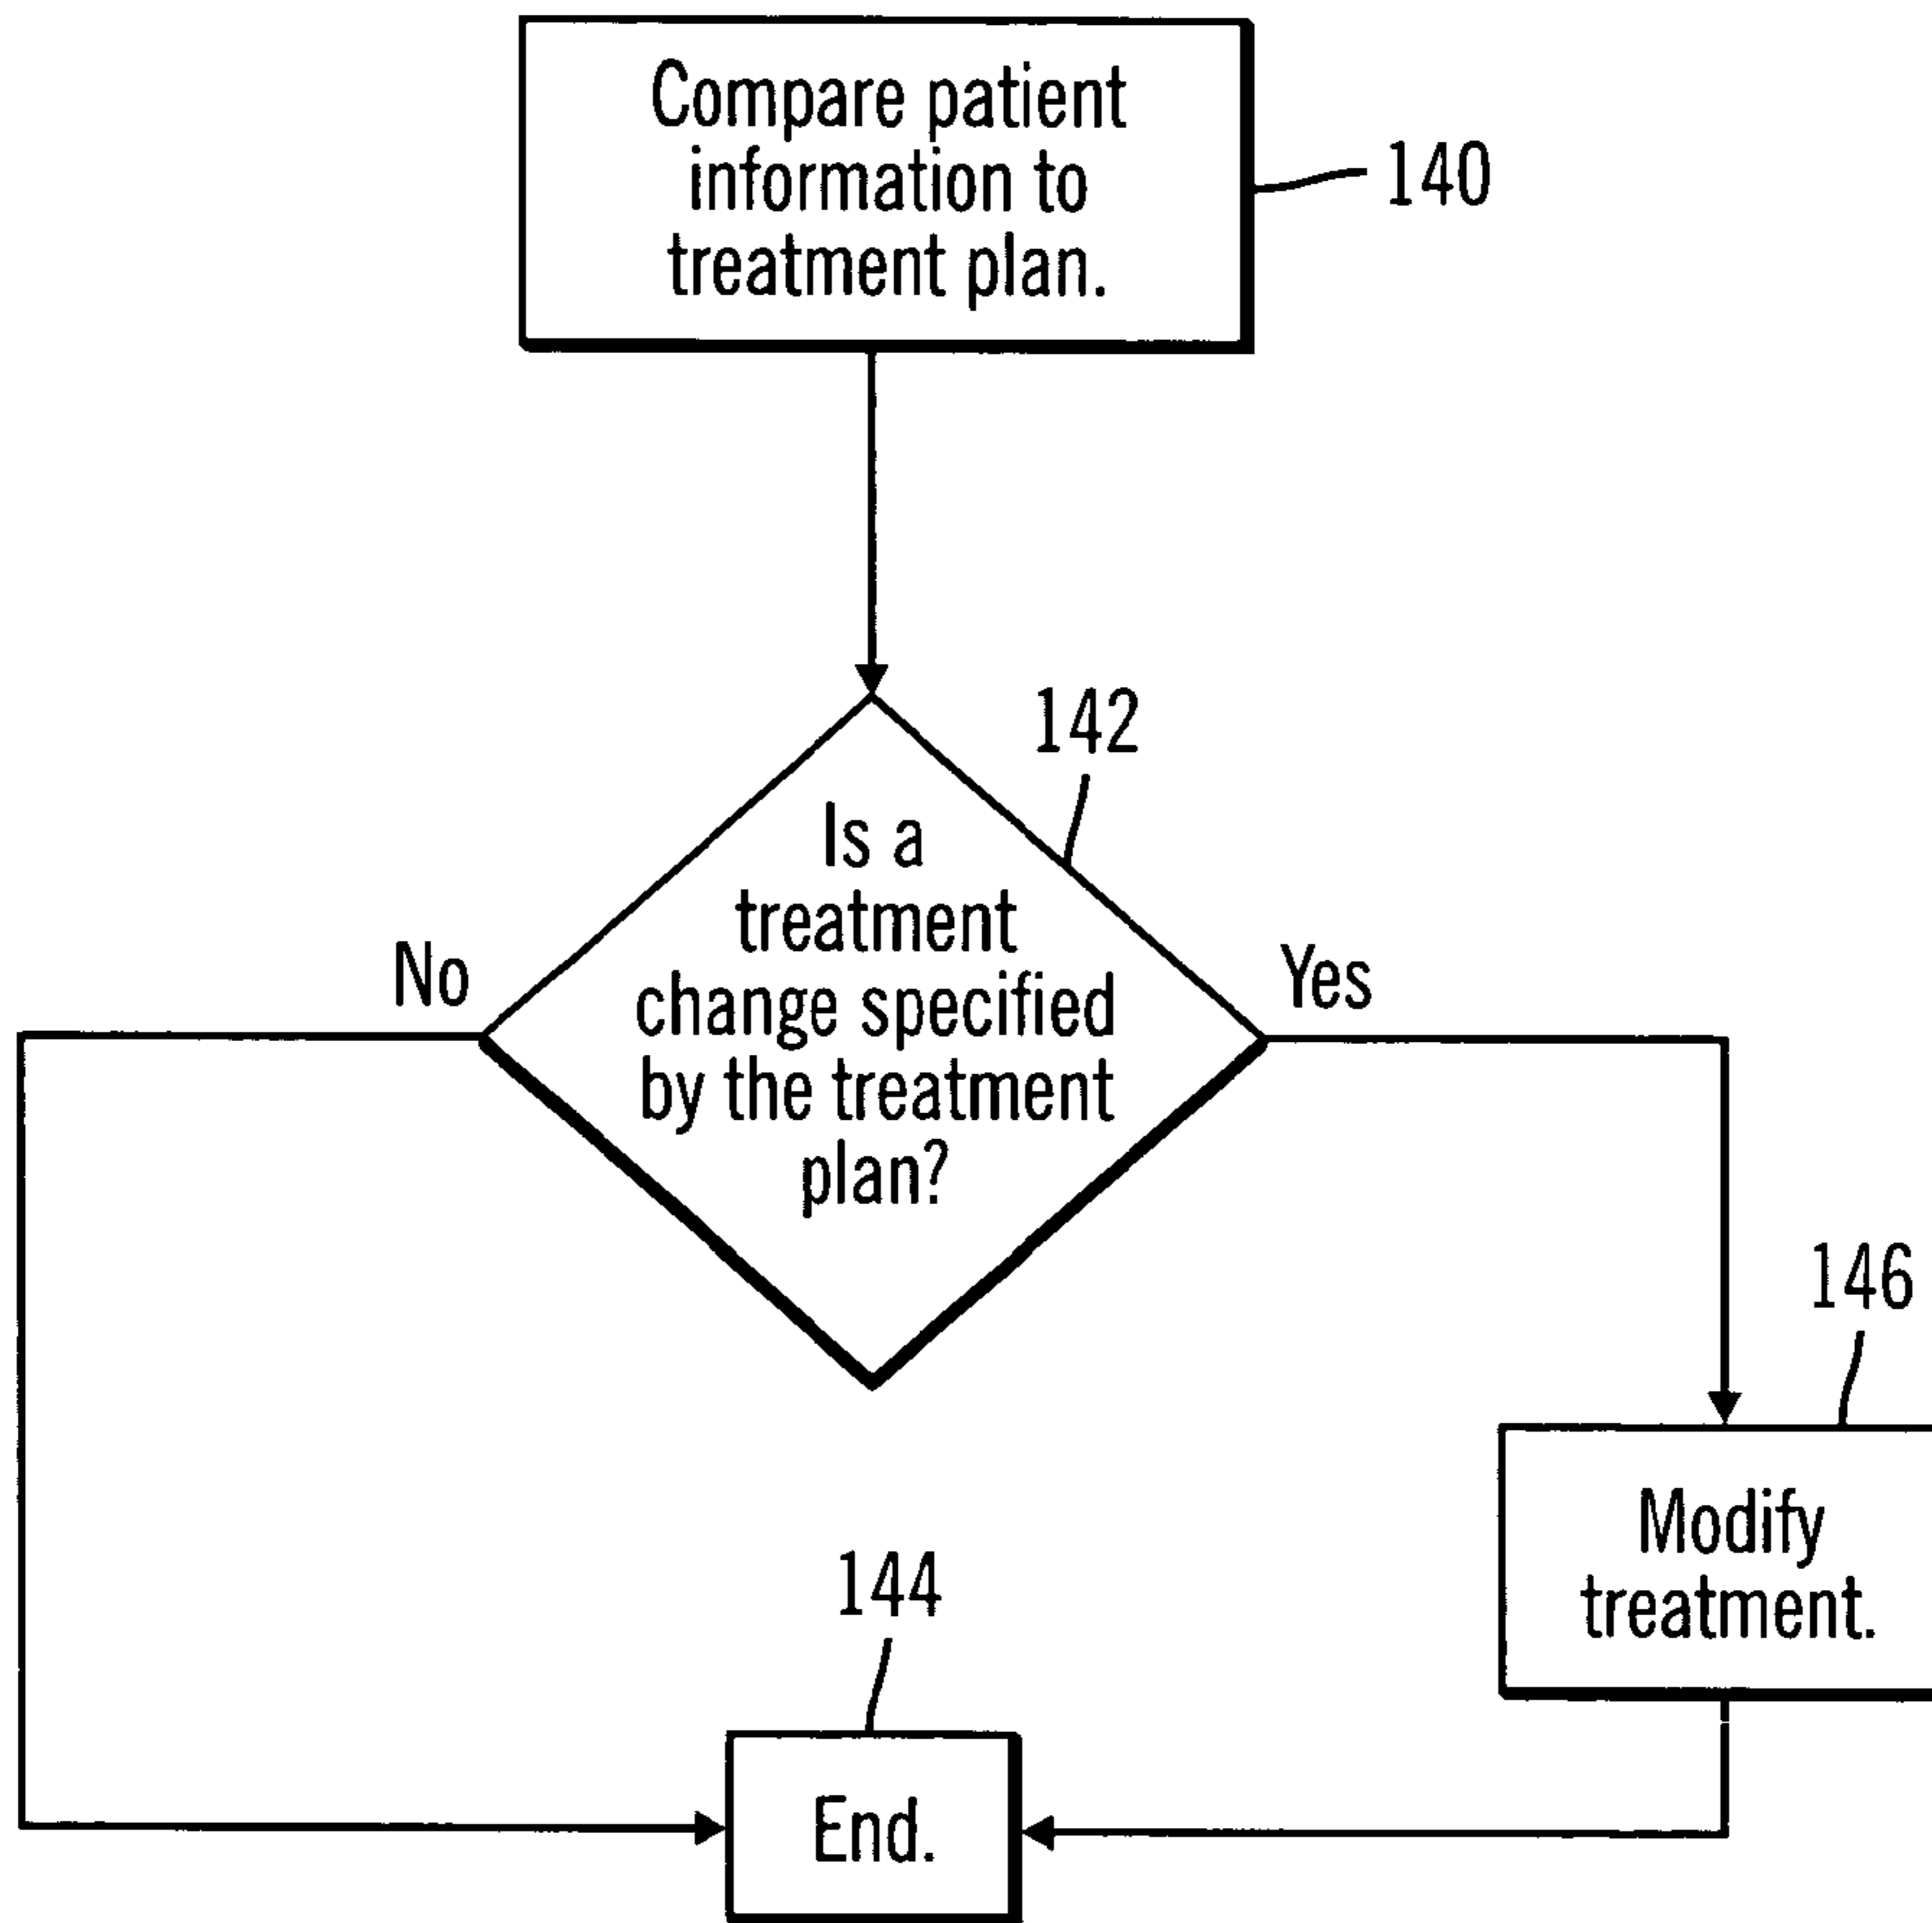 Compare patient
information to
treatment plan.
140
142
Is a
treatment
change specified
by the treatment
plan?
No
Yes
146
Modify
treatment.
144
End.